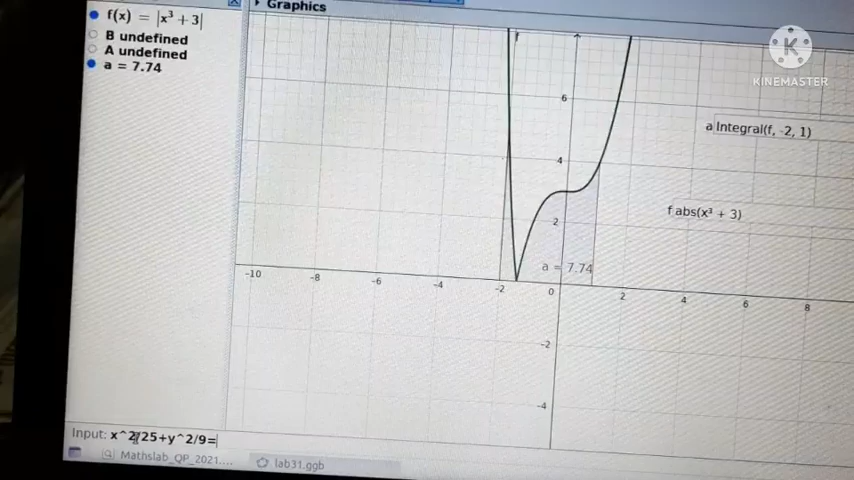 Graphics
f(x) = |x³ + 3|
B undefined
A undefined
a = 7.74
K
KINEMASTER
f
6
4
2
a Integral(f, -2, 1)
f abs(x³ + 3)
a = 7.74
-10 -8 -6 -4 -2 0 2 4 6 8
-2
-4
Input: x^2/25+y^2/9=
Mathslab_QP_2021....
lab31.ggb